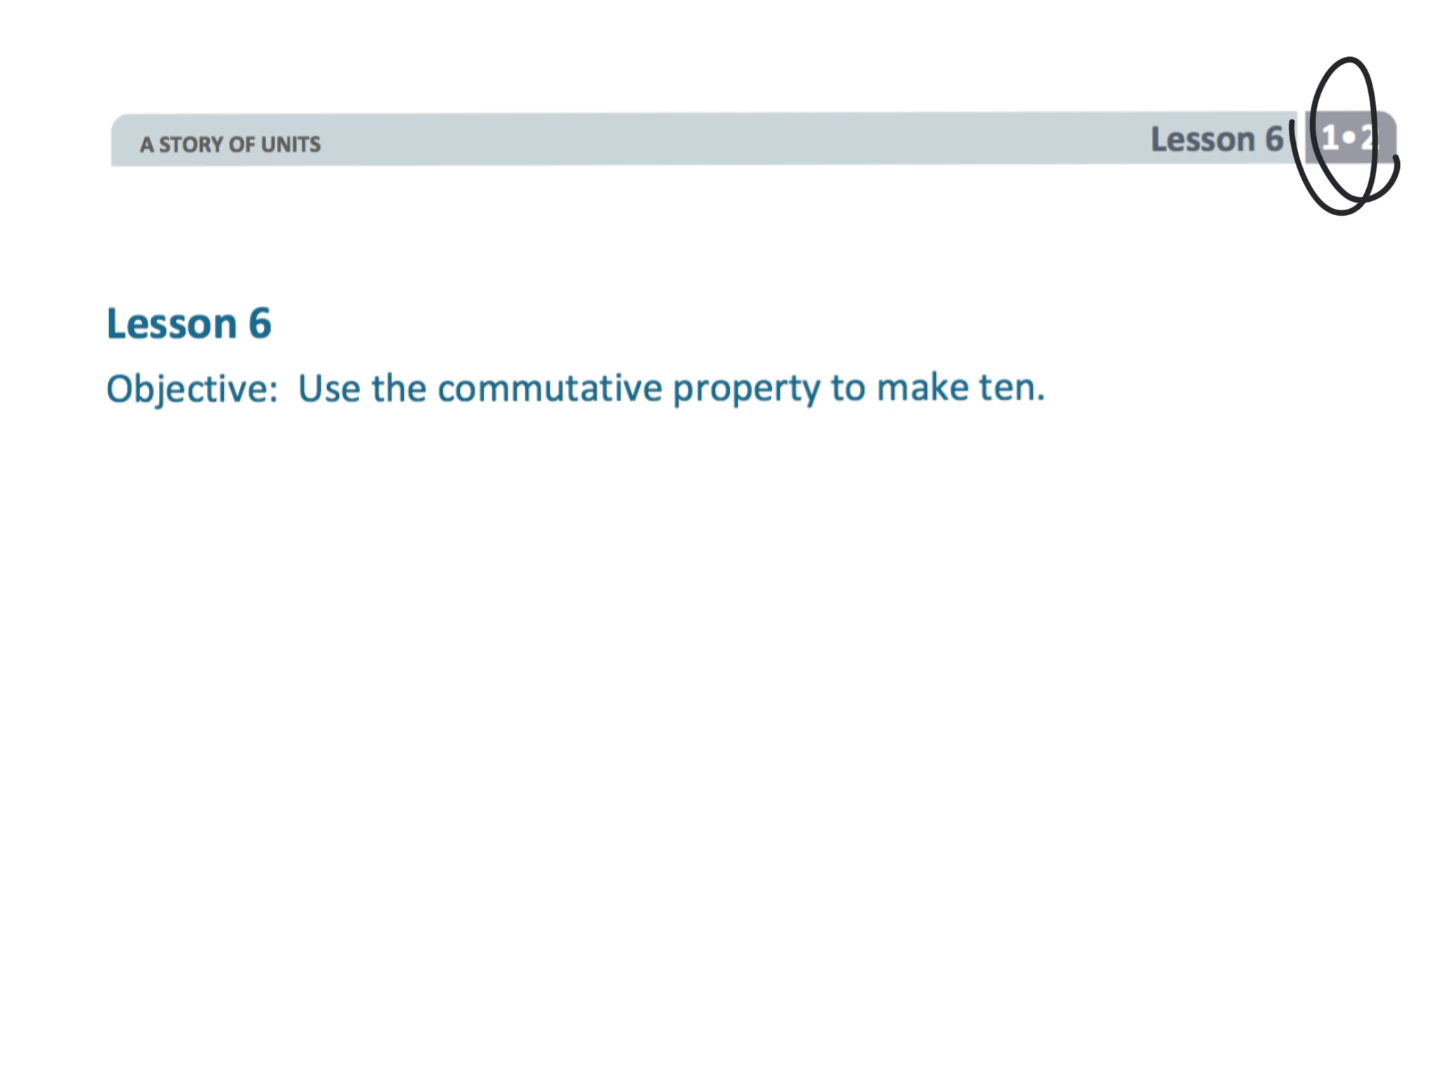 A STORY OF UNITS Lesson 6 1•2
Lesson 6
Objective: Use the commutative property to make ten.